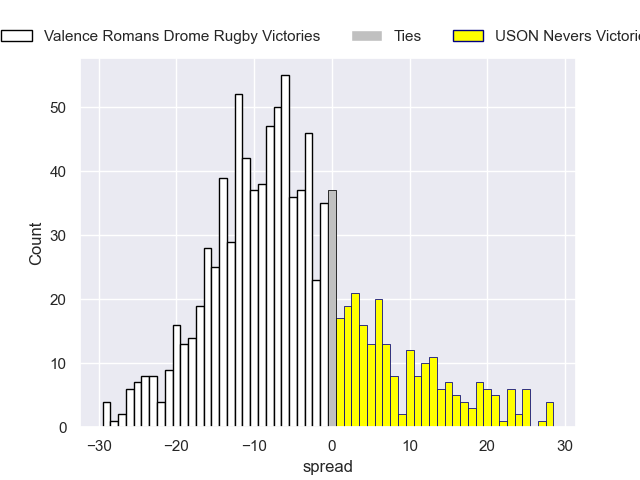 Valence Romans Drome Rugby Victories Ties USON Nevers Victorie
50
40
30
20
10
0
Count
−30 −20 −10 0 10 20 30
spread